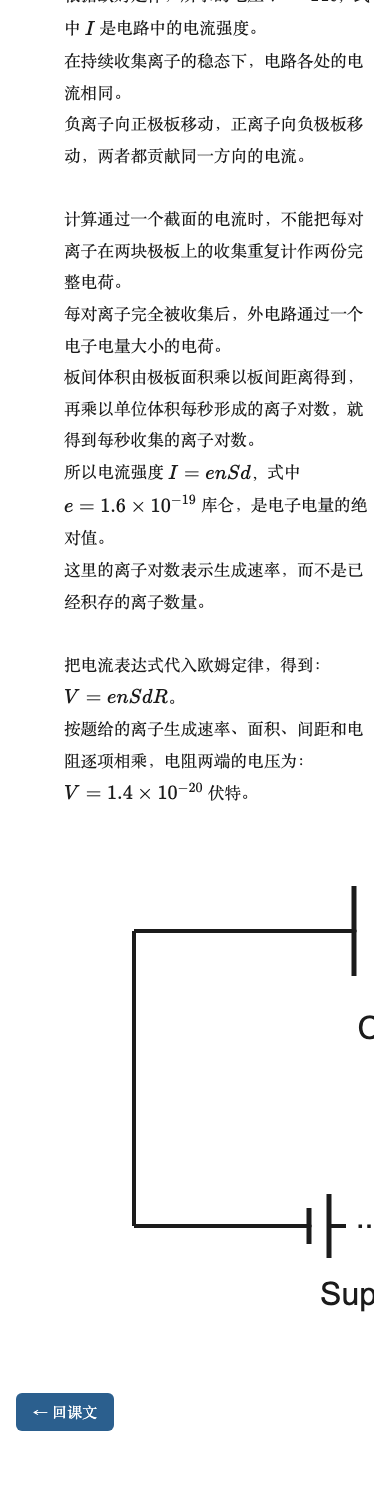 中 I 是电路中的电流强度。
在持续收集离子的稳态下，电路各处的电
流相同。
负离子向正极板移动，正离子向负极板移
动，两者都贡献同一方向的电流。
计算通过一个截面的电流时，不能把每对
离子在两块极板上的收集重复计作两份完
整电荷。
每对离子完全被收集后，外电路通过一个
电子电量大小的电荷。
板间体积由极板面积乘以板间距离得到，
再乘以单位体积每秒形成的离子对数，就
得到每秒收集的离子对数。
所以电流强度 I = enSd，式中
e = 1.6 × 10⁻¹⁹ 库仑，是电子电量的绝
对值。
这里的离子对数表示生成速率，而不是已
经积存的离子数量。
把电流表达式代入欧姆定律，得到：
V = enSdR。
按题给的离子生成速率、面积、间距和电
阻逐项相乘，电阻两端的电压为：
V = 1.4 × 10⁻²⁰ 伏特。
Sup
← 回课文